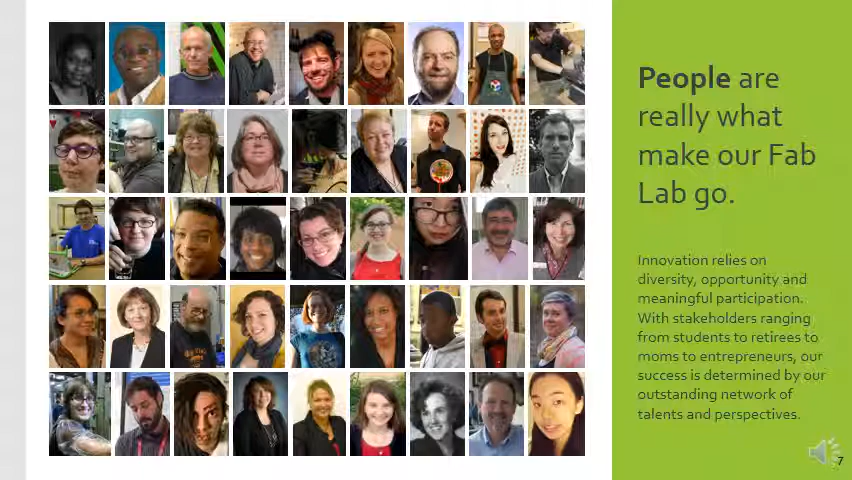 People are
really what
make our Fab
Lab go.
Innovation relies on
diversity, opportunity and
meaningful participation.
With stakeholders ranging
from students to retirees to
moms to entrepreneurs, our
success is determined by our
outstanding network of
talents and perspectives.
7